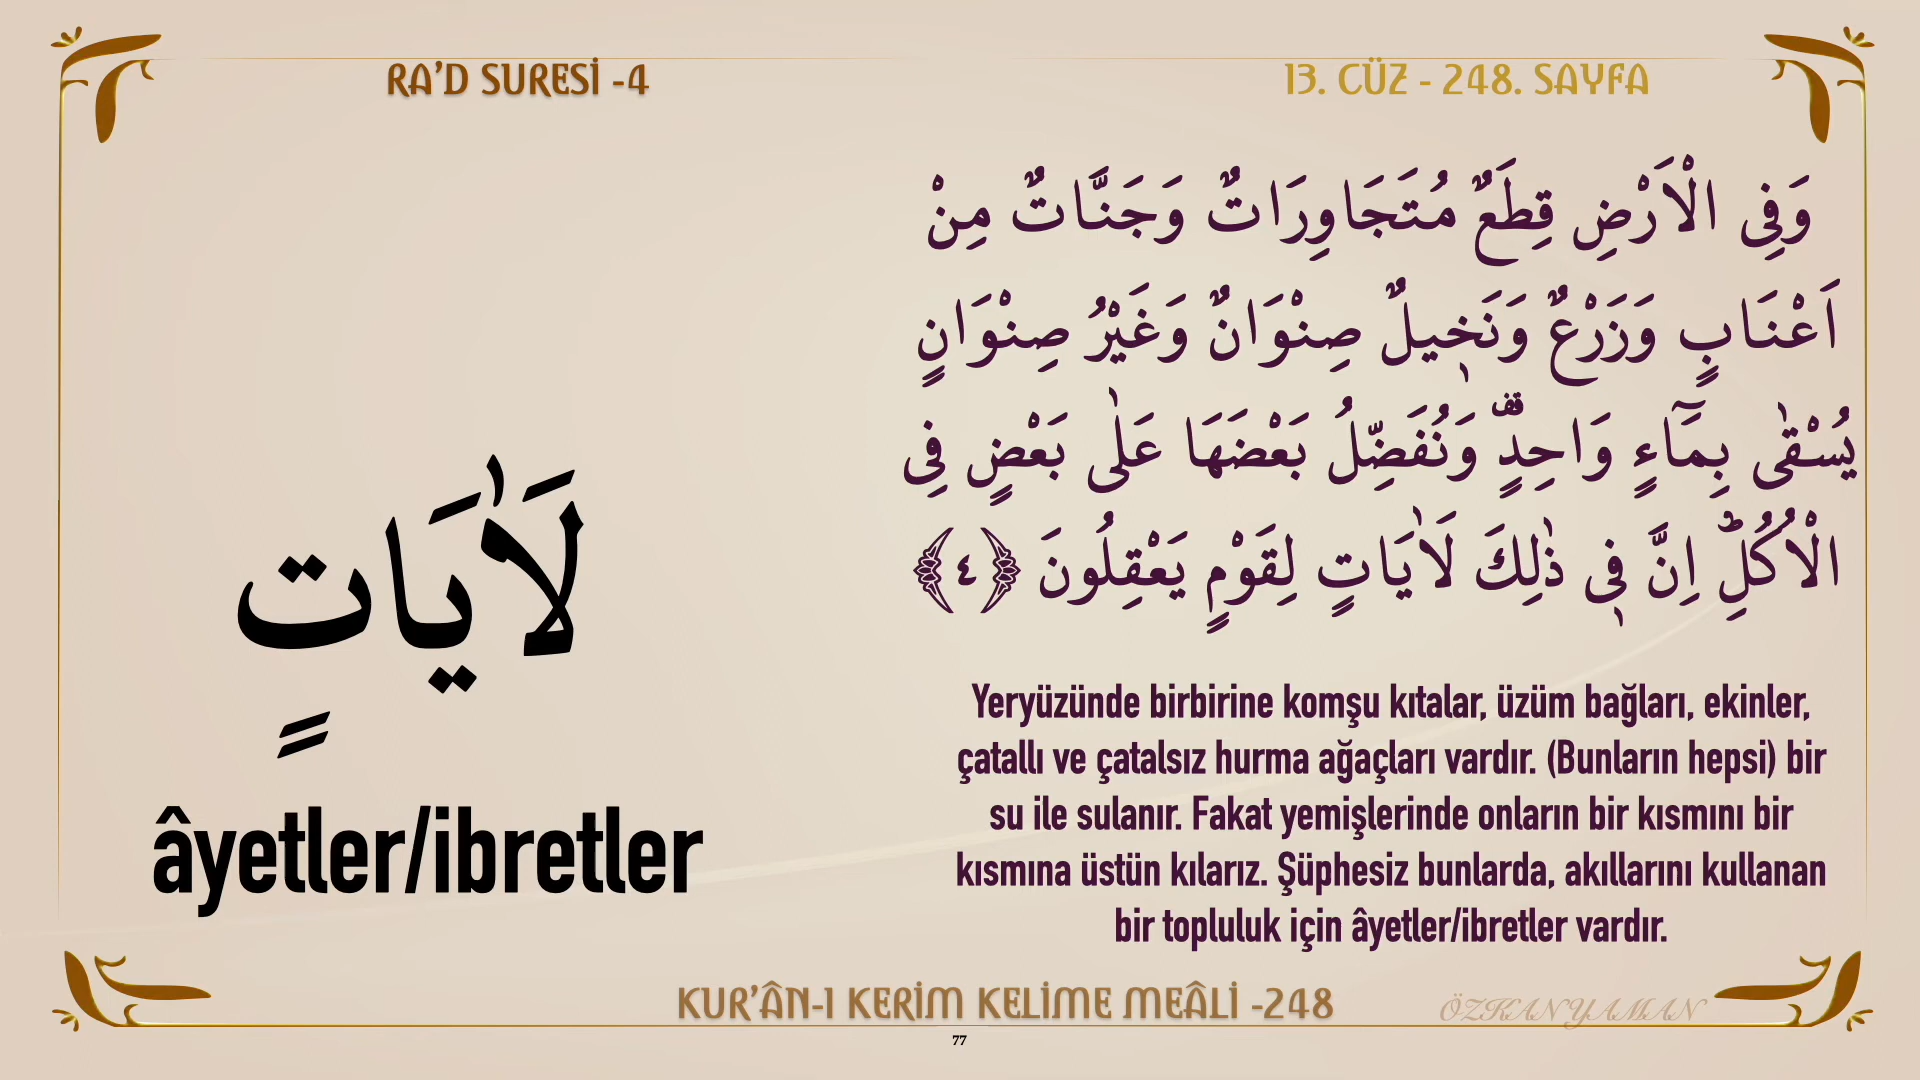 RA’D SURESİ -4
13. CÜZ - 248. SAYFA
وَفِى الْاَرْضِ قِطَعٌ مُتَجَاوِرَاتٌ وَجَنَّاتٌ مِنْ
اَعْنَابٍ وَزَرْعٌ وَنَخ۪يلٌ صِنْوَانٌ وَغَيْرُ صِنْوَانٍ
يُسْقٰى بِمَٓاءٍ وَاحِدٍ۠ وَنُفَضِّلُ بَعْضَهَا عَلٰى بَعْضٍ فِى
الْاُكُلِۜ اِنَّ ف۪ى ذٰلِكَ لَاٰيَاتٍ لِقَوْمٍ يَعْقِلُونَ ﴿٤﴾
لَاٰيَاتٍ
âyetler/ibretler
Yeryüzünde birbirine komşu kıtalar, üzüm bağları, ekinler,
çatallı ve çatalsız hurma ağaçları vardır. (Bunların hepsi) bir
su ile sulanır. Fakat yemişlerinde onların bir kısmını bir
kısmına üstün kılarız. Şüphesiz bunlarda, akıllarını kullanan
bir topluluk için âyetler/ibretler vardır.
KUR’ÂN-I KERİM KELİME MEÂLİ -248
ÖZKAN YAMAN
77